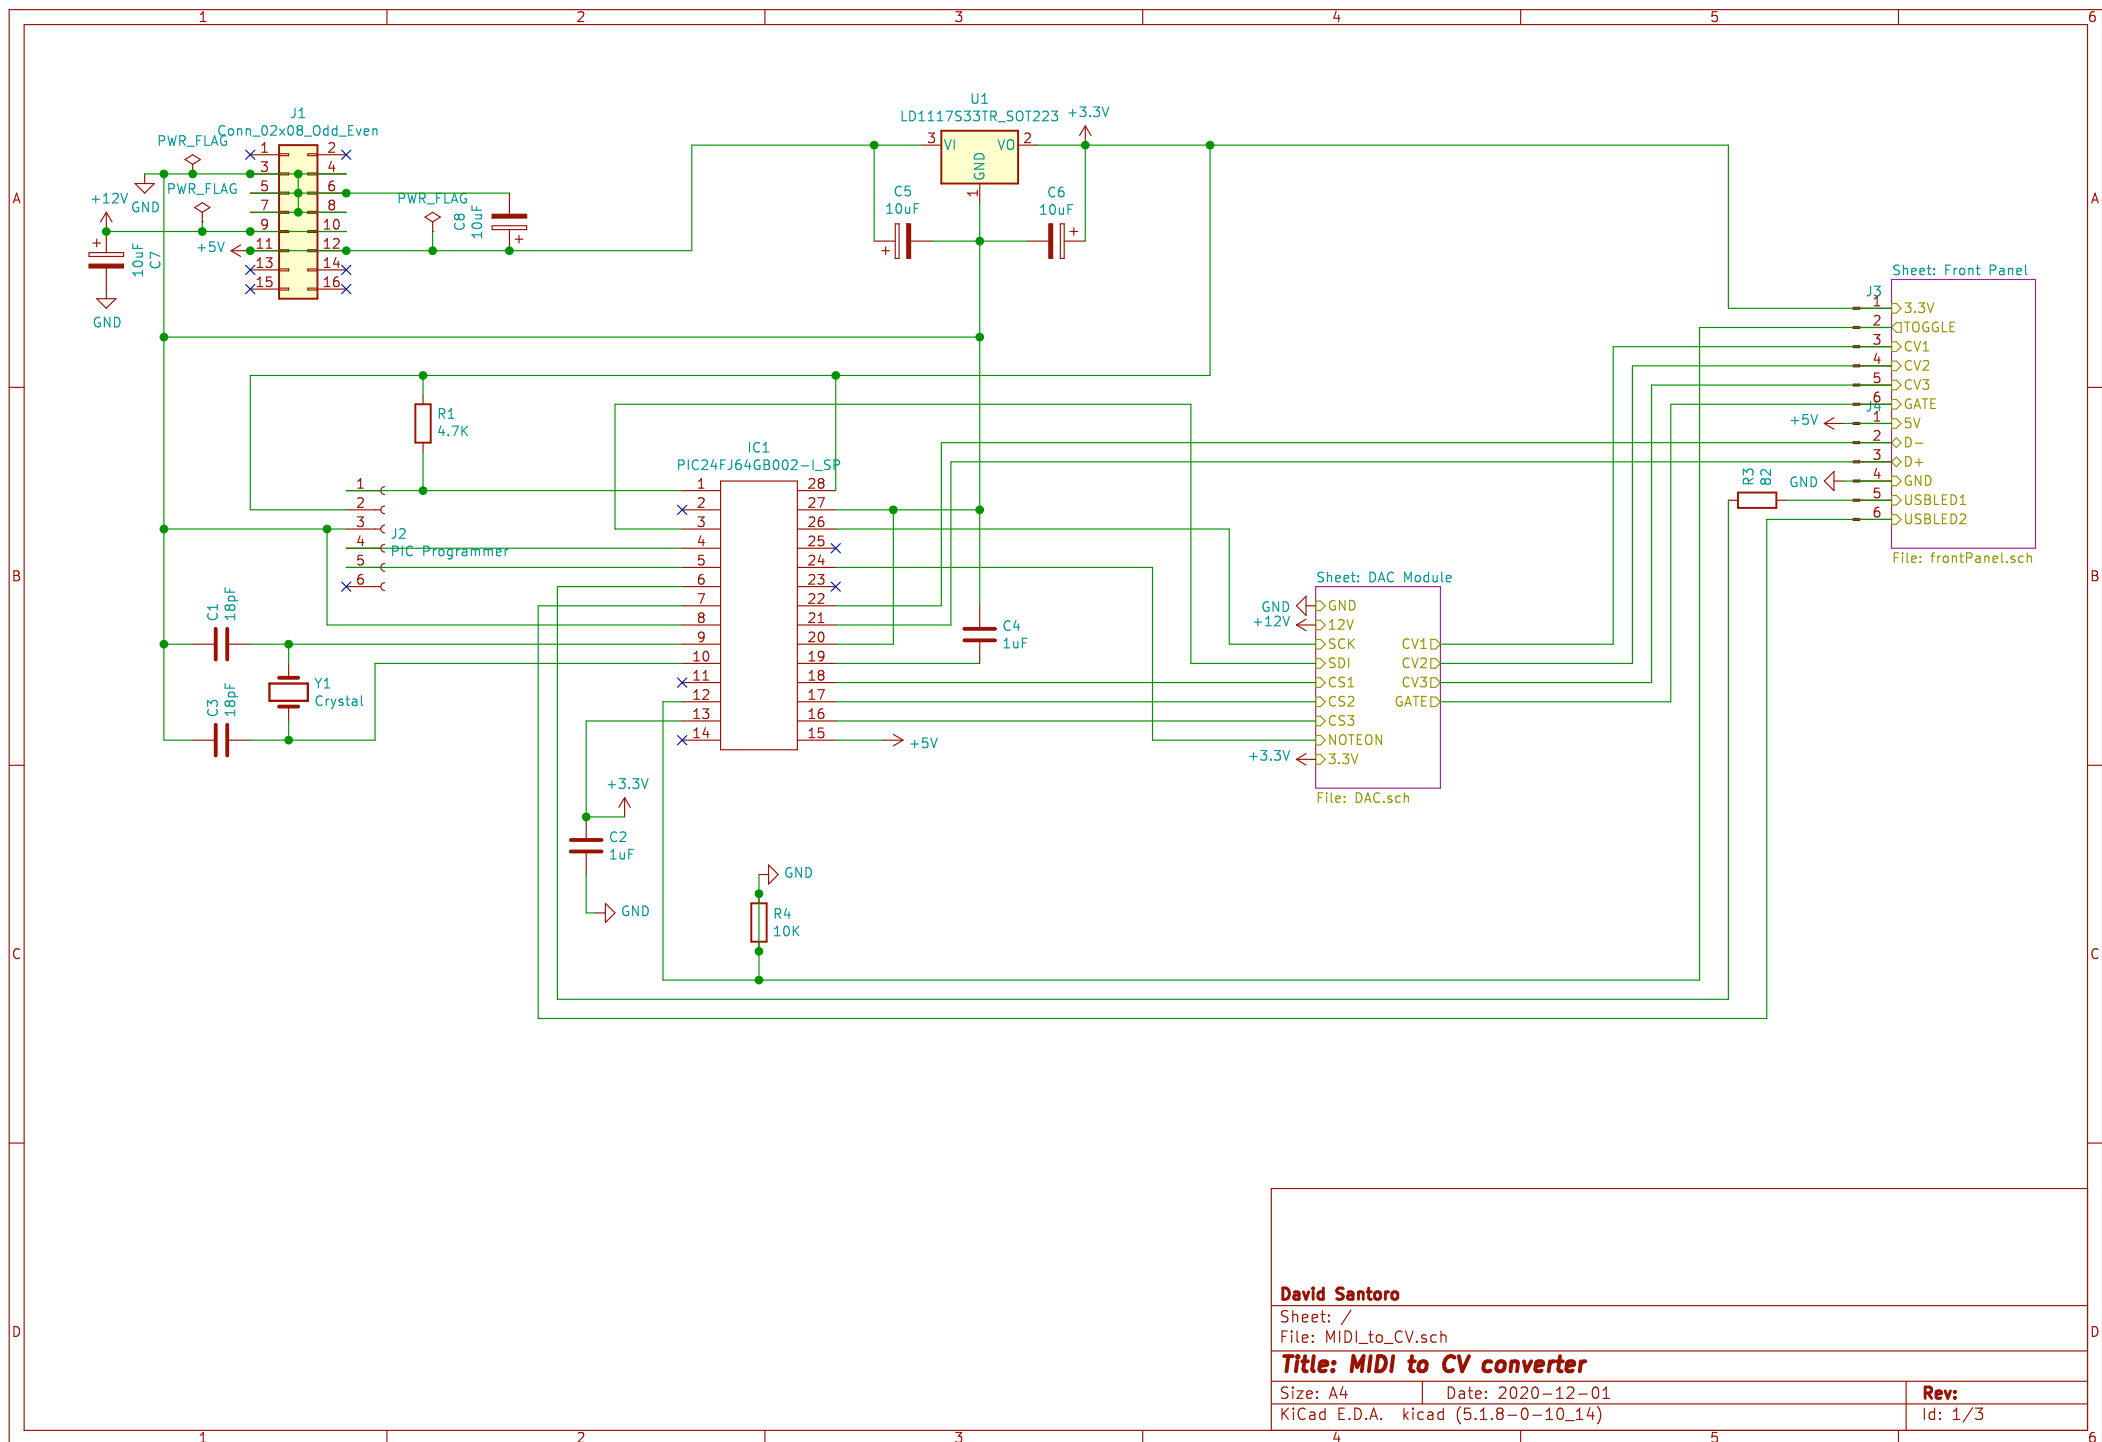 1 2 3 4 5 6
A
B
C
D
A
B
C
D
J1
Conn_02x08_Odd_Even
PWR_FLAG
1 2
3 4
5 6
7 8
9 10
11 12
13 14
15 16
PWR_FLAG
+12V
GND
+5V
10uF
C7
GND
PWR_FLAG
C8
10uF
U1
LD1117S33TR_SOT223
+3.3V
3 VI VO 2
GND
1
C5
10uF
C6
10uF
Sheet: Front Panel
J3
1 3.3V
2 TOGGLE
3 CV1
4 CV2
5 CV3
6 GATE
J4
+5V 1 5V
2 D-
3 D+
GND 4 GND
5 USBLED1
6 USBLED2
File: frontPanel.sch
R3
82
R1
4.7K
1
2
3
4
5
6
J2
PIC Programmer
IC1
PIC24FJ64GB002-I_SP
1 28
2 27
3 26
4 25
5 24
6 23
7 22
8 21
9 20
10 19
11 18
12 17
13 16
14 15
+5V
C1
18pF
Y1
Crystal
C3
18pF
C4
1uF
Sheet: DAC Module
GND GND
+12V 12V
SCK CV1
SDI CV2
CS1 CV3
CS2 GATE
CS3
NOTEON
+3.3V 3.3V
File: DAC.sch
+3.3V
C2
1uF
GND
GND
R4
10K
David Santoro
Sheet: /
File: MIDI_to_CV.sch
Title: MIDI to CV converter
Size: A4 Date: 2020-12-01 Rev:
KiCad E.D.A. kicad (5.1.8-0-10_14) Id: 1/3
1 2 3 4 5 6